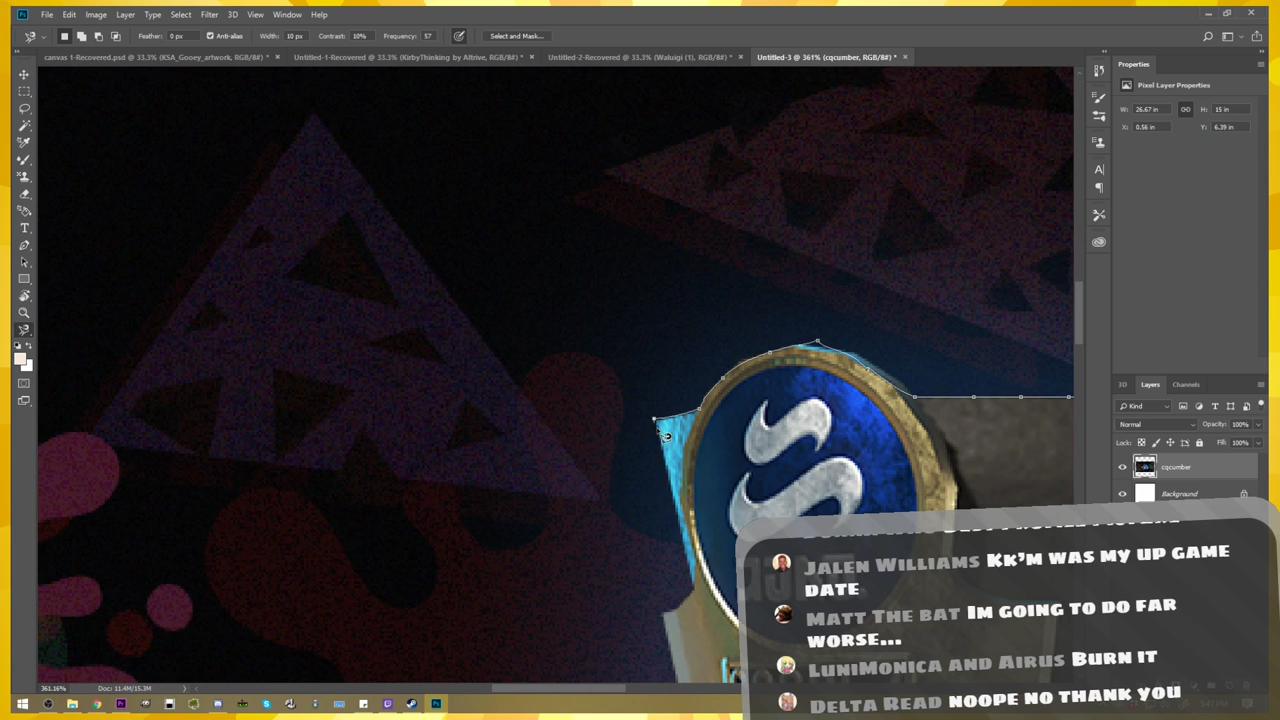 File Edit Image Layer Type Select Filter 3D View Window Help
Feather: 0 px Anti-alias Width: 10 px Contrast: 10% Frequency: 57 Select and Mask...
canvas 1-Recovered.psd @ 33.3% (KSA_Gooey_artwork, RGB/8#) * Untitled-1-Recovered @ 33.3% (KirbyThinking by Altrive, RGB/8#) * Untitled-2-Recovered @ 33.3% (Waluigi (1), RGB/8#) * Untitled-3 @ 361% (cqcumber, RGB/8#) *
Properties
Pixel Layer Properties
W: 26.67 in H: 15 in
X: 0.56 in Y: 6.39 in
3D Layers Channels
Kind
Normal Opacity: 100%
Lock: Fill: 100%
cqcumber
Background
Jalen Williams Kk'm was my up game
date
Matt The bat Im going to do far
worse...
LuniMonica and Airus Burn it
Delta Read noope no thank you
361.16% Doc: 11.4M/15.3M
5:47 PM